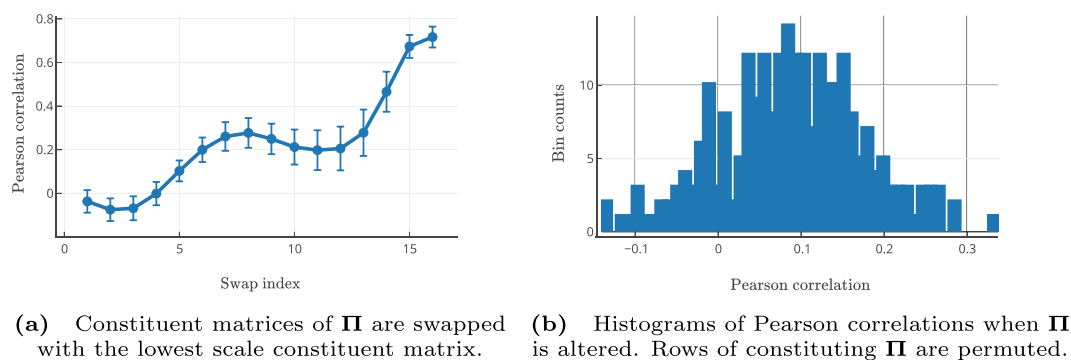 Pearson correlation
0.8
0.6
0.4
0.2
0
0 5 10 15
Swap index
(a) Constituent matrices of Π are swapped
with the lowest scale constituent matrix.
Bin counts
10
5
0
−0.1 0 0.1 0.2 0.3
Pearson correlation
(b) Histograms of Pearson correlations when Π
is altered. Rows of constituting Π are permuted.